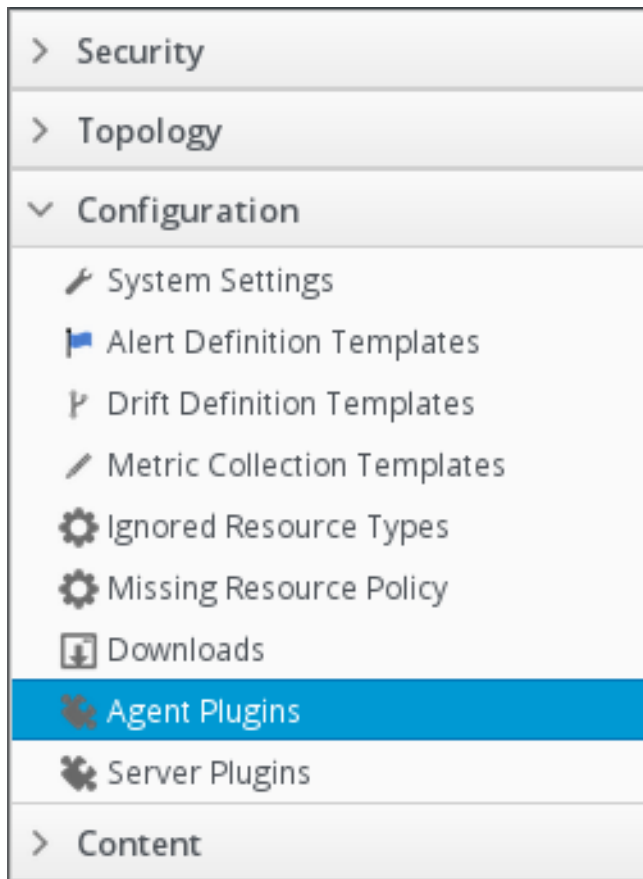 Security
Topology
Configuration
System Settings
Alert Definition Templates
Drift Definition Templates
Metric Collection Templates
Ignored Resource Types
Missing Resource Policy
Downloads
Agent Plugins
Server Plugins
Content